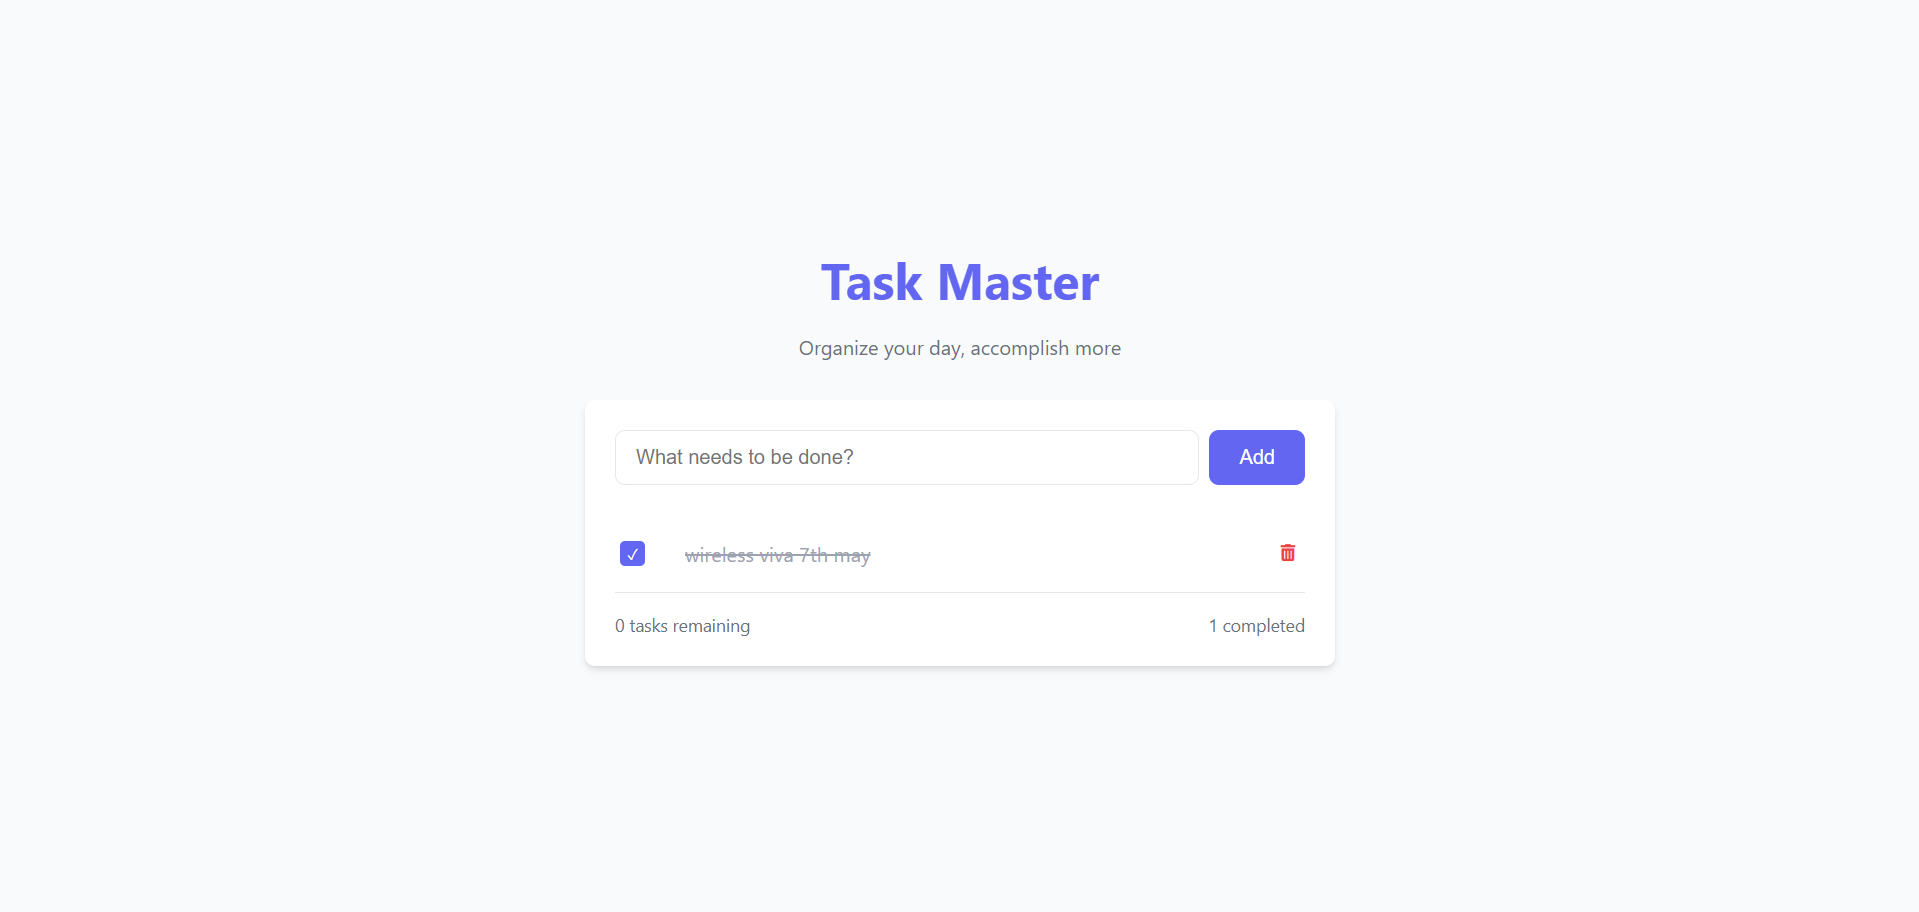 Task Master
Organize your day, accomplish more
What needs to be done?
Add
wireless viva 7th may
0 tasks remaining
1 completed